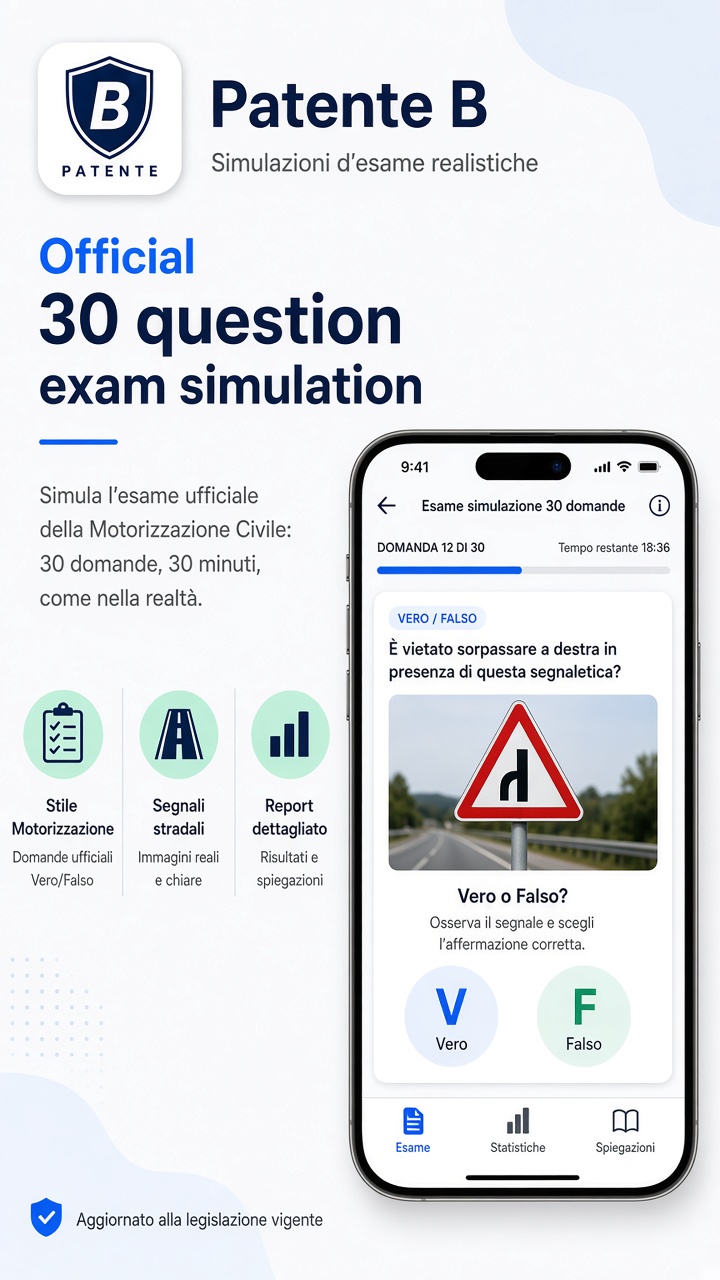 B
PATENTE
Patente B
Simulazioni d’esame realistiche
Official
30 question
exam simulation
Simula l’esame ufficiale
della Motorizzazione Civile:
30 domande, 30 minuti,
come nella realtà.
Stile
Motorizzazione
Domande ufficiali
Vero/Falso
Segnali
stradali
Immagini reali
e chiare
Report
dettagliato
Risultati e
spiegazioni
9:41
Esame simulazione 30 domande
DOMANDA 12 DI 30
Tempo restante 18:36
VERO / FALSO
È vietato sorpassare a destra in
presenza di questa segnaletica?
Vero o Falso?
Osserva il segnale e scegli
l’affermazione corretta.
V
Vero
F
Falso
Esame
Statistiche
Spiegazioni
Aggiornato alla legislazione vigente